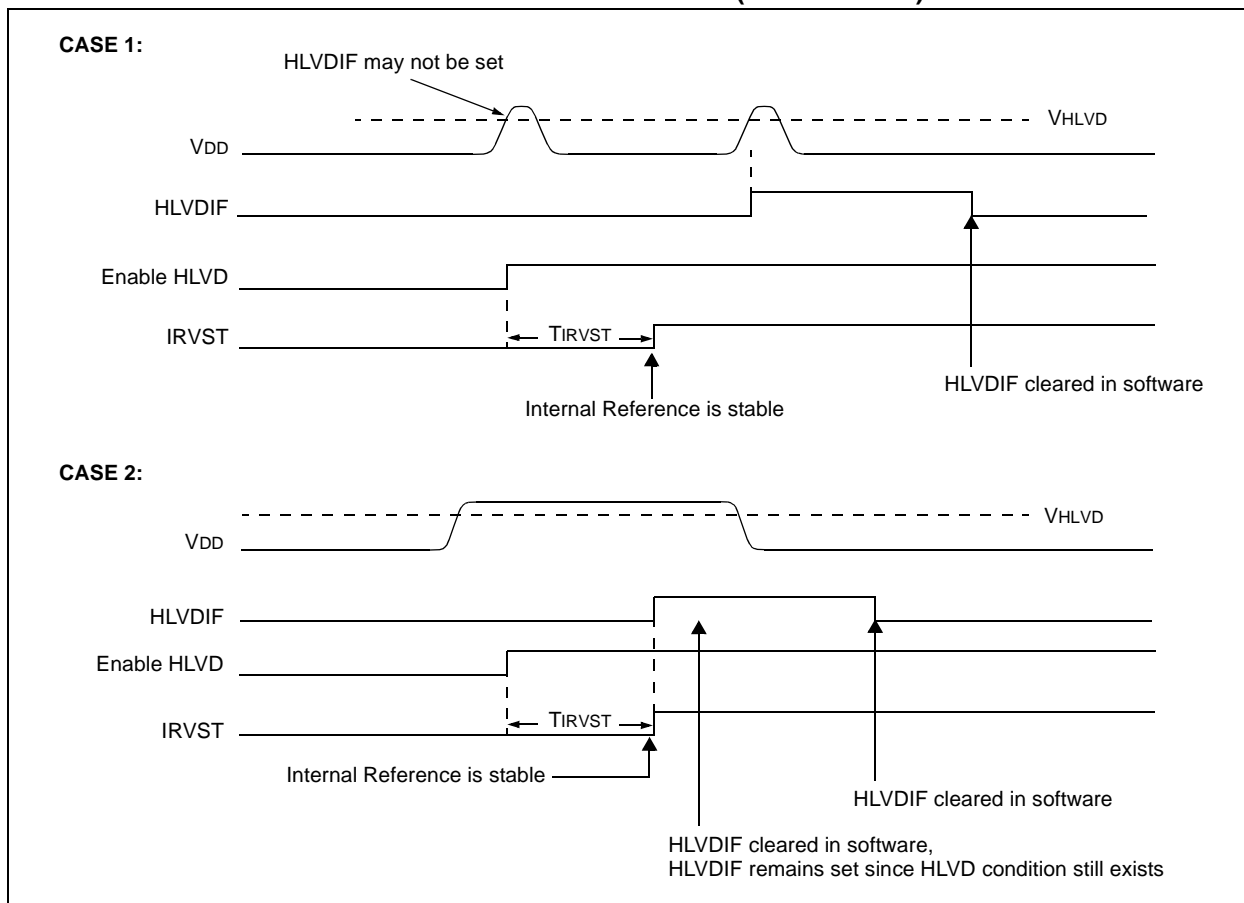 CASE 1:
HLVDIF may not be set
VHLVD
VDD
HLVDIF
Enable HLVD
TIRVST
IRVST
HLVDIF cleared in software
Internal Reference is stable
CASE 2:
VHLVD
VDD
HLVDIF
Enable HLVD
TIRVST
IRVST
Internal Reference is stable
HLVDIF cleared in software
HLVDIF cleared in software,
HLVDIF remains set since HLVD condition still exists